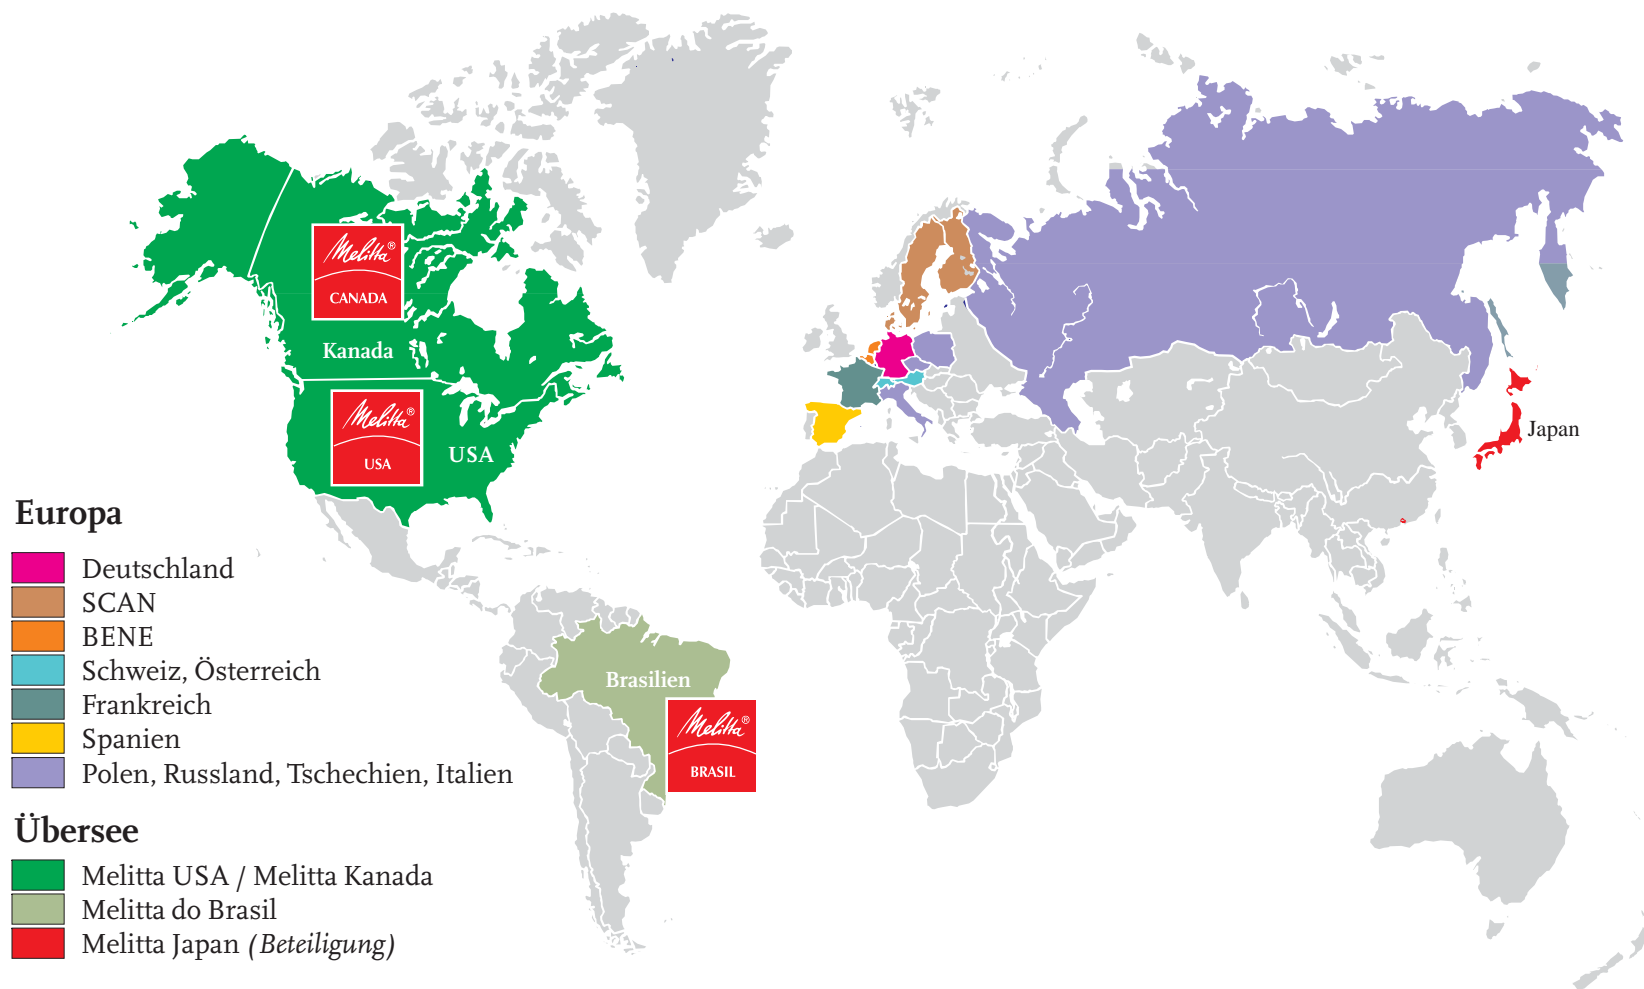 Melitta®
CANADA
Kanada
Melitta®
USA
USA
Japan
Europa
Deutschland
SCAN
BENE
Schweiz, Österreich
Frankreich
Spanien
Polen, Russland, Tschechien, Italien
Brasilien
Melitta®
BRASIL
Übersee
Melitta USA / Melitta Kanada
Melitta do Brasil
Melitta Japan (Beteiligung)